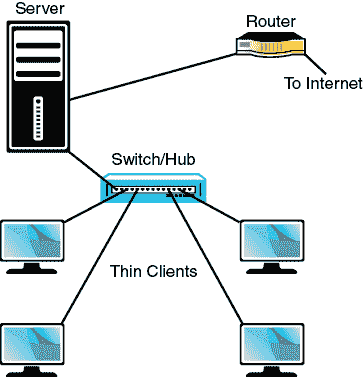 Server
Router
To Internet
Switch/Hub
Thin Clients